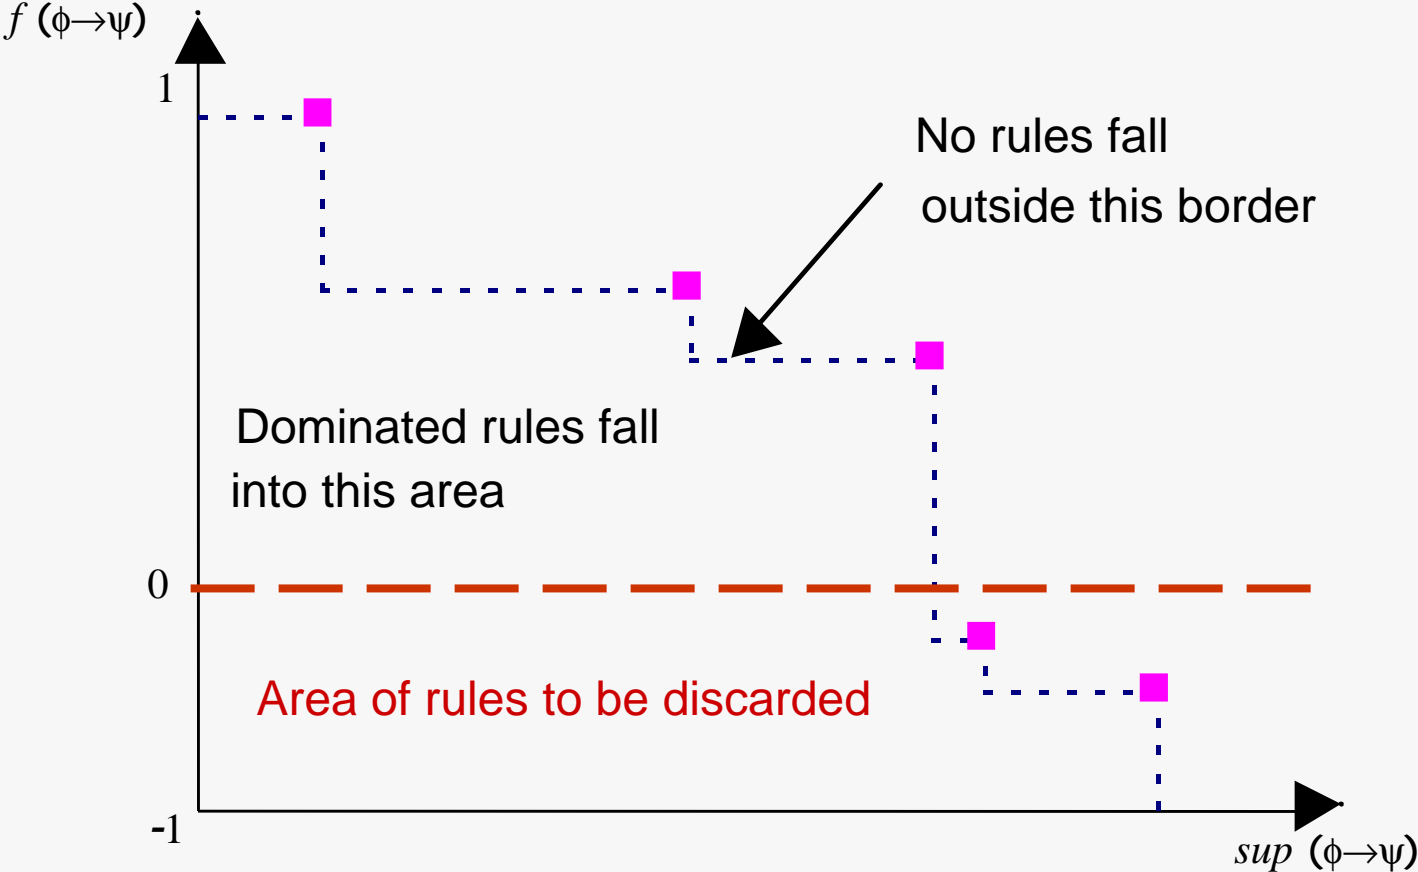 f (ϕ→ψ)
1
No rules fall
outside this border
Dominated rules fall
into this area
0
Area of rules to be discarded
-1
sup (ϕ→ψ)